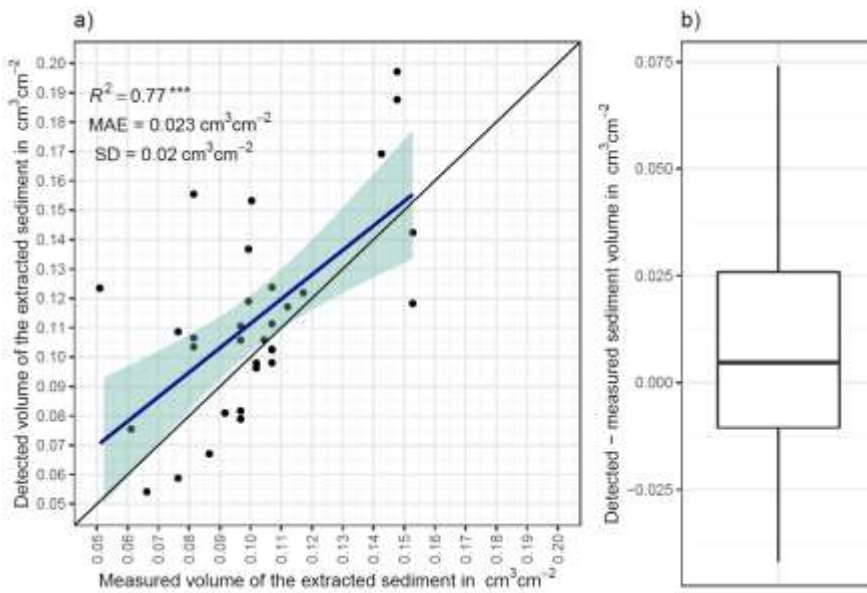 a)
Detected volume of the extracted sediment in cm³cm⁻²
0.20
0.19
0.18
0.17
0.16
0.15
0.14
0.13
0.12
0.11
0.10
0.09
0.08
0.07
0.06
0.05
R² = 0.77 ***
MAE = 0.023 cm³cm⁻²
SD = 0.02 cm³cm⁻²
0.05 0.06 0.07 0.08 0.09 0.10 0.11 0.12 0.13 0.14 0.15 0.16 0.17 0.18 0.19 0.20
Measured volume of the extracted sediment in cm³cm⁻²
b)
Detected − measured sediment volume in cm³cm⁻²
0.075
0.050
0.025
0.000
−0.025